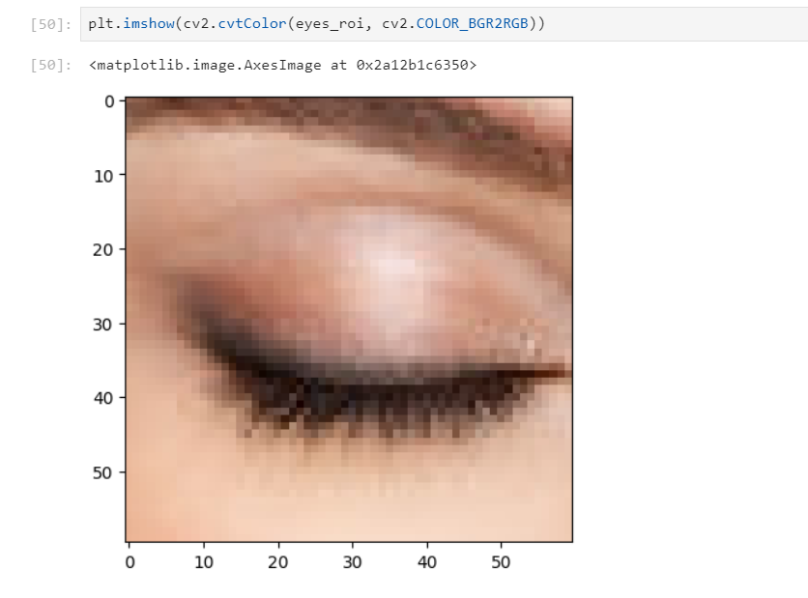 [50]: plt.imshow(cv2.cvtColor(eyes_roi, cv2.COLOR_BGR2RGB))
[50]: <matplotlib.image.AxesImage at 0x2a12b1c6350>
0
10
20
30
40
50
0 10 20 30 40 50